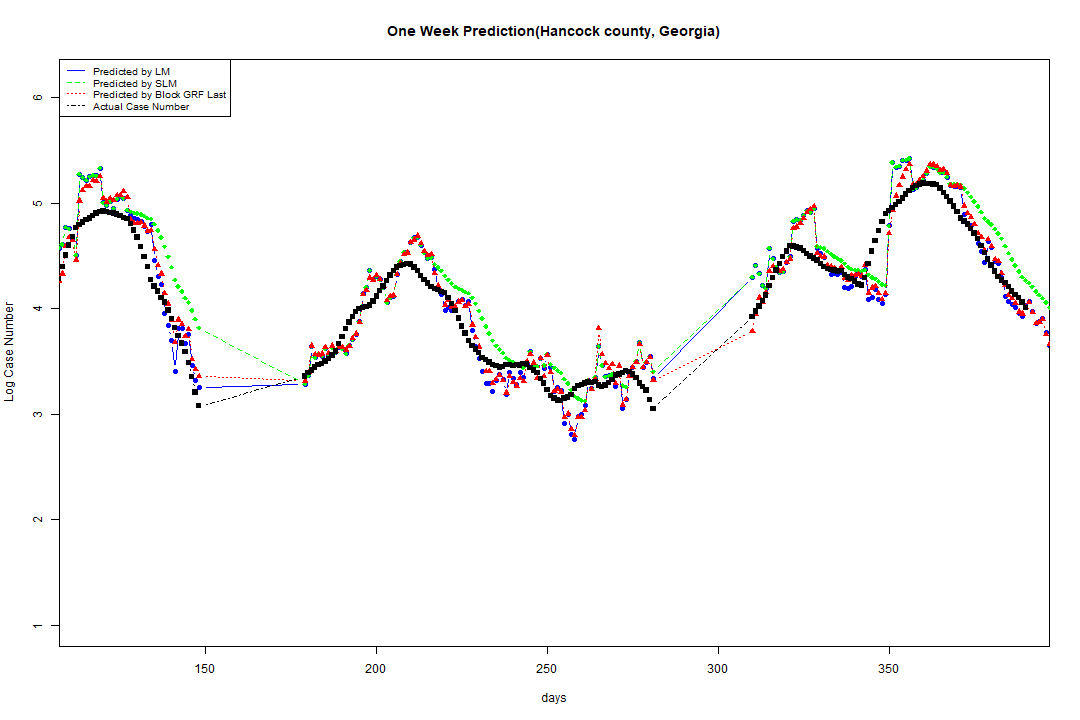 One Week Prediction(Hancock county, Georgia)
Predicted by LM
Predicted by SLM
Predicted by Block GRF Last
Actual Case Number
6
5
4
3
2
1
Log Case Number
150 200 250 300 350
days